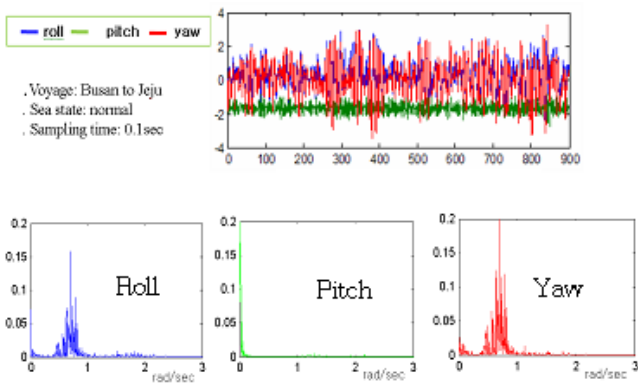 roll pitch yaw
. Voyage: Busan to Jeju
. Sea state: normal
. Sampling time: 0.1sec
4
2
0
-2
-4
0 100 200 300 400 500 600 700 800 900
0.2
0.15
0.1
0.05
0
0 1 2 3
rad/sec
Roll
0.2
0.15
0.1
0.05
0
0 1 2 3
rad/sec
Pitch
0.2
0.15
0.1
0.05
0
0 1 2 3
rad/sec
Yaw